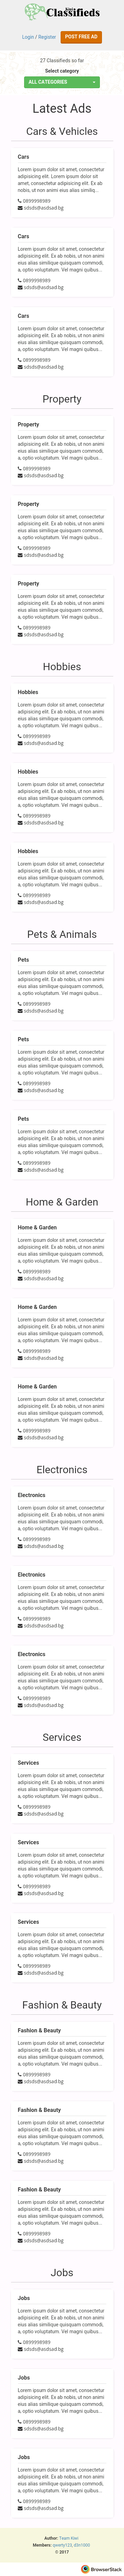 Classifieds
Login / Register POST FREE AD
27 Classifieds so far
Select category
ALL CATEGORIES
Latest Ads
Cars & Vehicles
Cars
Lorem ipsum dolor sit amet, consectetur
adipisicing elit. Lorem ipsum dolor sit
amet, consectetur adipisicing elit. Ex ab
nobis, ut non animi eius alias similiq...
0899998989
sdsds@asdsad.bg
Cars
Lorem ipsum dolor sit amet, consectetur
adipisicing elit. Ex ab nobis, ut non animi
eius alias similique quisquam commodi,
a, optio voluptatum. Vel magni quibus...
0899998989
sdsds@asdsad.bg
Cars
Lorem ipsum dolor sit amet, consectetur
adipisicing elit. Ex ab nobis, ut non animi
eius alias similique quisquam commodi,
a, optio voluptatum. Vel magni quibus...
0899998989
sdsds@asdsad.bg
Property
Property
Lorem ipsum dolor sit amet, consectetur
adipisicing elit. Ex ab nobis, ut non animi
eius alias similique quisquam commodi,
a, optio voluptatum. Vel magni quibus...
0899998989
sdsds@asdsad.bg
Property
Lorem ipsum dolor sit amet, consectetur
adipisicing elit. Ex ab nobis, ut non animi
eius alias similique quisquam commodi,
a, optio voluptatum. Vel magni quibus...
0899998989
sdsds@asdsad.bg
Property
Lorem ipsum dolor sit amet, consectetur
adipisicing elit. Ex ab nobis, ut non animi
eius alias similique quisquam commodi,
a, optio voluptatum. Vel magni quibus...
0899998989
sdsds@asdsad.bg
Hobbies
Hobbies
Lorem ipsum dolor sit amet, consectetur
adipisicing elit. Ex ab nobis, ut non animi
eius alias similique quisquam commodi,
a, optio voluptatum. Vel magni quibus...
0899998989
sdsds@asdsad.bg
Hobbies
Lorem ipsum dolor sit amet, consectetur
adipisicing elit. Ex ab nobis, ut non animi
eius alias similique quisquam commodi,
a, optio voluptatum. Vel magni quibus...
0899998989
sdsds@asdsad.bg
Hobbies
Lorem ipsum dolor sit amet, consectetur
adipisicing elit. Ex ab nobis, ut non animi
eius alias similique quisquam commodi,
a, optio voluptatum. Vel magni quibus...
0899998989
sdsds@asdsad.bg
Pets & Animals
Pets
Lorem ipsum dolor sit amet, consectetur
adipisicing elit. Ex ab nobis, ut non animi
eius alias similique quisquam commodi,
a, optio voluptatum. Vel magni quibus...
0899998989
sdsds@asdsad.bg
Pets
Lorem ipsum dolor sit amet, consectetur
adipisicing elit. Ex ab nobis, ut non animi
eius alias similique quisquam commodi,
a, optio voluptatum. Vel magni quibus...
0899998989
sdsds@asdsad.bg
Pets
Lorem ipsum dolor sit amet, consectetur
adipisicing elit. Ex ab nobis, ut non animi
eius alias similique quisquam commodi,
a, optio voluptatum. Vel magni quibus...
0899998989
sdsds@asdsad.bg
Home & Garden
Home & Garden
Lorem ipsum dolor sit amet, consectetur
adipisicing elit. Ex ab nobis, ut non animi
eius alias similique quisquam commodi,
a, optio voluptatum. Vel magni quibus...
0899998989
sdsds@asdsad.bg
Home & Garden
Lorem ipsum dolor sit amet, consectetur
adipisicing elit. Ex ab nobis, ut non animi
eius alias similique quisquam commodi,
a, optio voluptatum. Vel magni quibus...
0899998989
sdsds@asdsad.bg
Home & Garden
Lorem ipsum dolor sit amet, consectetur
adipisicing elit. Ex ab nobis, ut non animi
eius alias similique quisquam commodi,
a, optio voluptatum. Vel magni quibus...
0899998989
sdsds@asdsad.bg
Electronics
Electronics
Lorem ipsum dolor sit amet, consectetur
adipisicing elit. Ex ab nobis, ut non animi
eius alias similique quisquam commodi,
a, optio voluptatum. Vel magni quibus...
0899998989
sdsds@asdsad.bg
Electronics
Lorem ipsum dolor sit amet, consectetur
adipisicing elit. Ex ab nobis, ut non animi
eius alias similique quisquam commodi,
a, optio voluptatum. Vel magni quibus...
0899998989
sdsds@asdsad.bg
Electronics
Lorem ipsum dolor sit amet, consectetur
adipisicing elit. Ex ab nobis, ut non animi
eius alias similique quisquam commodi,
a, optio voluptatum. Vel magni quibus...
0899998989
sdsds@asdsad.bg
Services
Services
Lorem ipsum dolor sit amet, consectetur
adipisicing elit. Ex ab nobis, ut non animi
eius alias similique quisquam commodi,
a, optio voluptatum. Vel magni quibus...
0899998989
sdsds@asdsad.bg
Services
Lorem ipsum dolor sit amet, consectetur
adipisicing elit. Ex ab nobis, ut non animi
eius alias similique quisquam commodi,
a, optio voluptatum. Vel magni quibus...
0899998989
sdsds@asdsad.bg
Services
Lorem ipsum dolor sit amet, consectetur
adipisicing elit. Ex ab nobis, ut non animi
eius alias similique quisquam commodi,
a, optio voluptatum. Vel magni quibus...
0899998989
sdsds@asdsad.bg
Fashion & Beauty
Fashion & Beauty
Lorem ipsum dolor sit amet, consectetur
adipisicing elit. Ex ab nobis, ut non animi
eius alias similique quisquam commodi,
a, optio voluptatum. Vel magni quibus...
0899998989
sdsds@asdsad.bg
Fashion & Beauty
Lorem ipsum dolor sit amet, consectetur
adipisicing elit. Ex ab nobis, ut non animi
eius alias similique quisquam commodi,
a, optio voluptatum. Vel magni quibus...
0899998989
sdsds@asdsad.bg
Fashion & Beauty
Lorem ipsum dolor sit amet, consectetur
adipisicing elit. Ex ab nobis, ut non animi
eius alias similique quisquam commodi,
a, optio voluptatum. Vel magni quibus...
0899998989
sdsds@asdsad.bg
Jobs
Jobs
Lorem ipsum dolor sit amet, consectetur
adipisicing elit. Ex ab nobis, ut non animi
eius alias similique quisquam commodi,
a, optio voluptatum. Vel magni quibus...
0899998989
sdsds@asdsad.bg
Jobs
Lorem ipsum dolor sit amet, consectetur
adipisicing elit. Ex ab nobis, ut non animi
eius alias similique quisquam commodi,
a, optio voluptatum. Vel magni quibus...
0899998989
sdsds@asdsad.bg
Jobs
Lorem ipsum dolor sit amet, consectetur
adipisicing elit. Ex ab nobis, ut non animi
eius alias similique quisquam commodi,
a, optio voluptatum. Vel magni quibus...
0899998989
sdsds@asdsad.bg
Author: Team
Members: qwerty123,
© 2017
BrowserStack